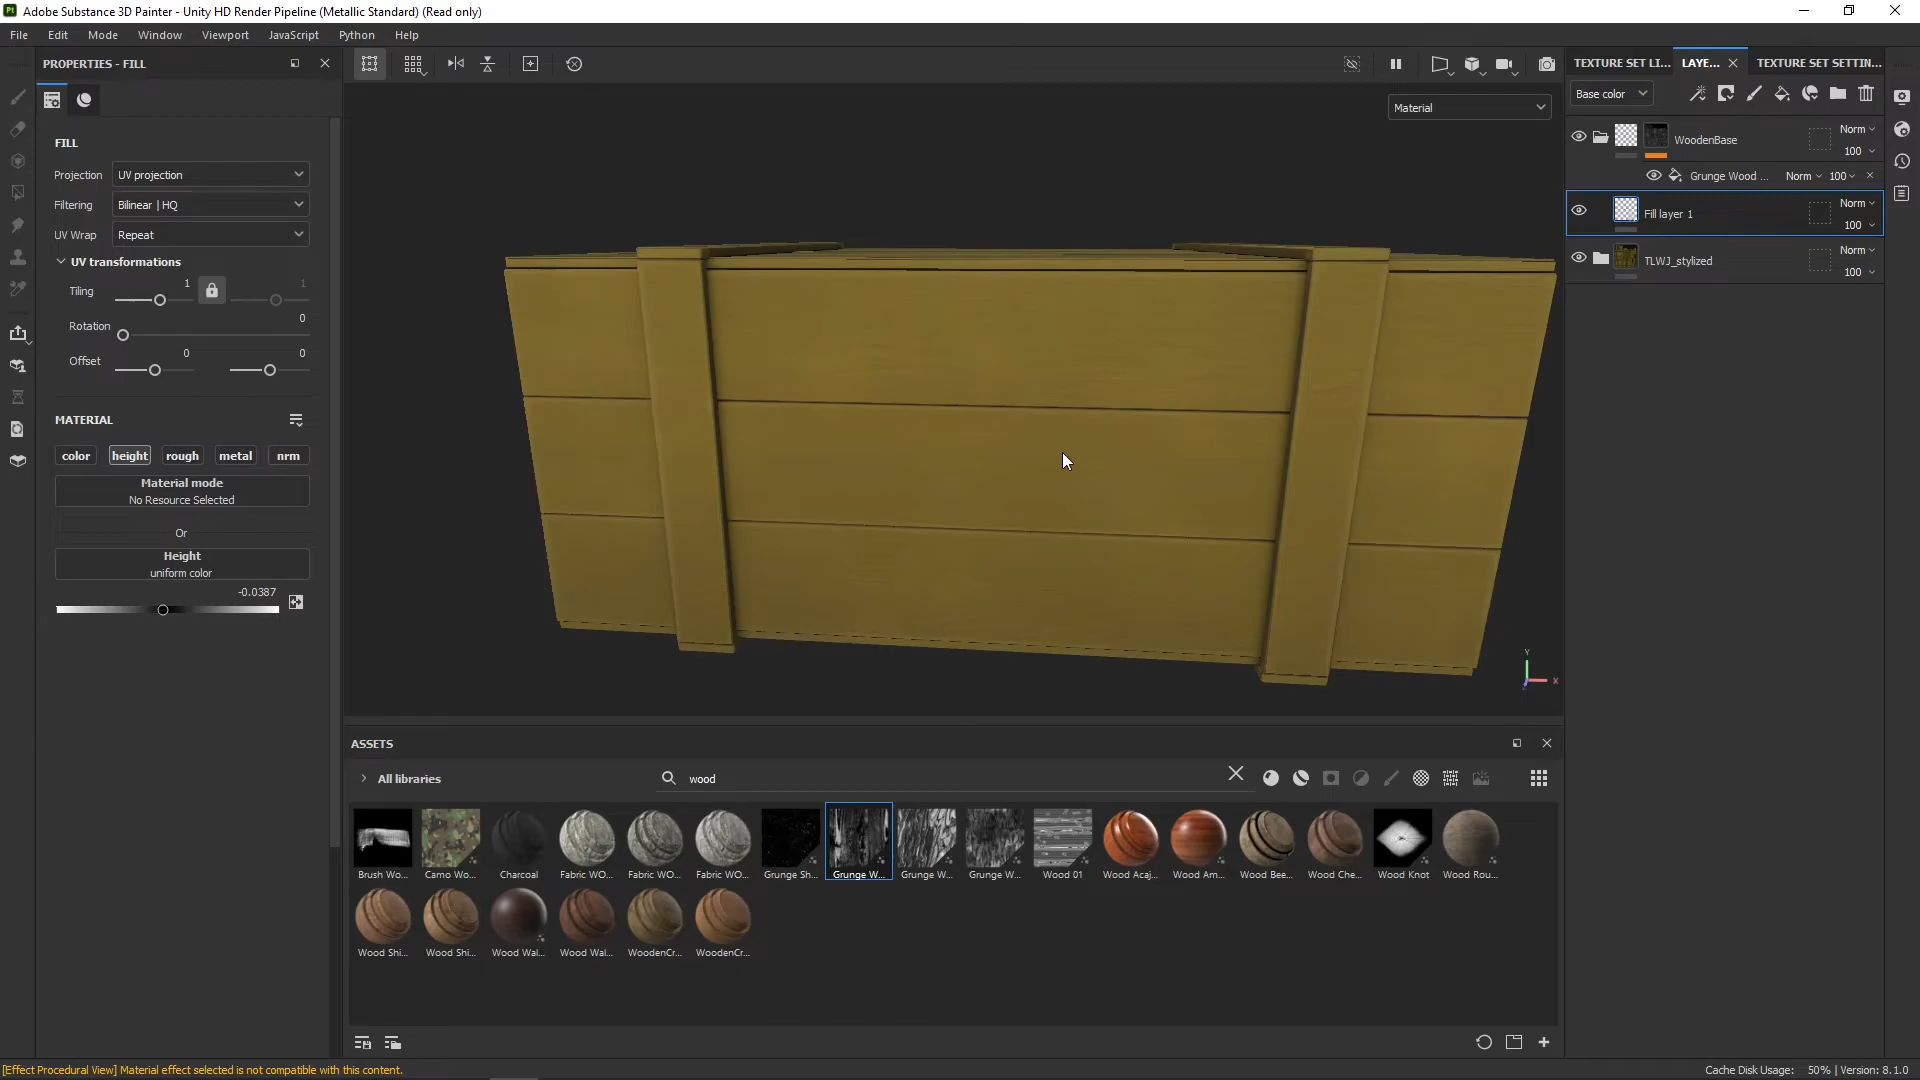 Adobe Substance 3D Painter - Unity HD Render Pipeline (Metallic Standard) (Read only)
File Edit Mode Window Viewport JavaScript Python Help
PROPERTIES - FILL
FILL
Projection UV projection
Filtering Bilinear | HQ
UV Wrap Repeat
UV transformations
Tiling 1 1
Rotation 0
Offset 0 0
MATERIAL
color height rough metal nrm
Material mode
No Resource Selected
Or
Height
uniform color
-0.0387
Material
Y
X
TEXTURE SET LI... LAYE... TEXTURE SET SETTIN...
Base color
WoodenBase Norm
100
Grunge Wood ... Norm 100
Fill layer 1 Norm
100
TLWJ_stylized Norm
100
ASSETS
All libraries wood
Brush Wo... Camo Wo... Charcoal Fabric WO... Fabric WO... Fabric WO... Grunge Sh... Grunge W... Grunge W... Grunge W... Wood 01 Wood Acaj... Wood Am... Wood Bee... Wood Che... Wood Knot Wood Rou...
Wood Shi... Wood Shi... Wood Wal... Wood Wal... WoodenCr... WoodenCr...
[Effect Procedural View] Material effect selected is not compatible with this content.
Cache Disk Usage: 50% | Version: 8.1.0